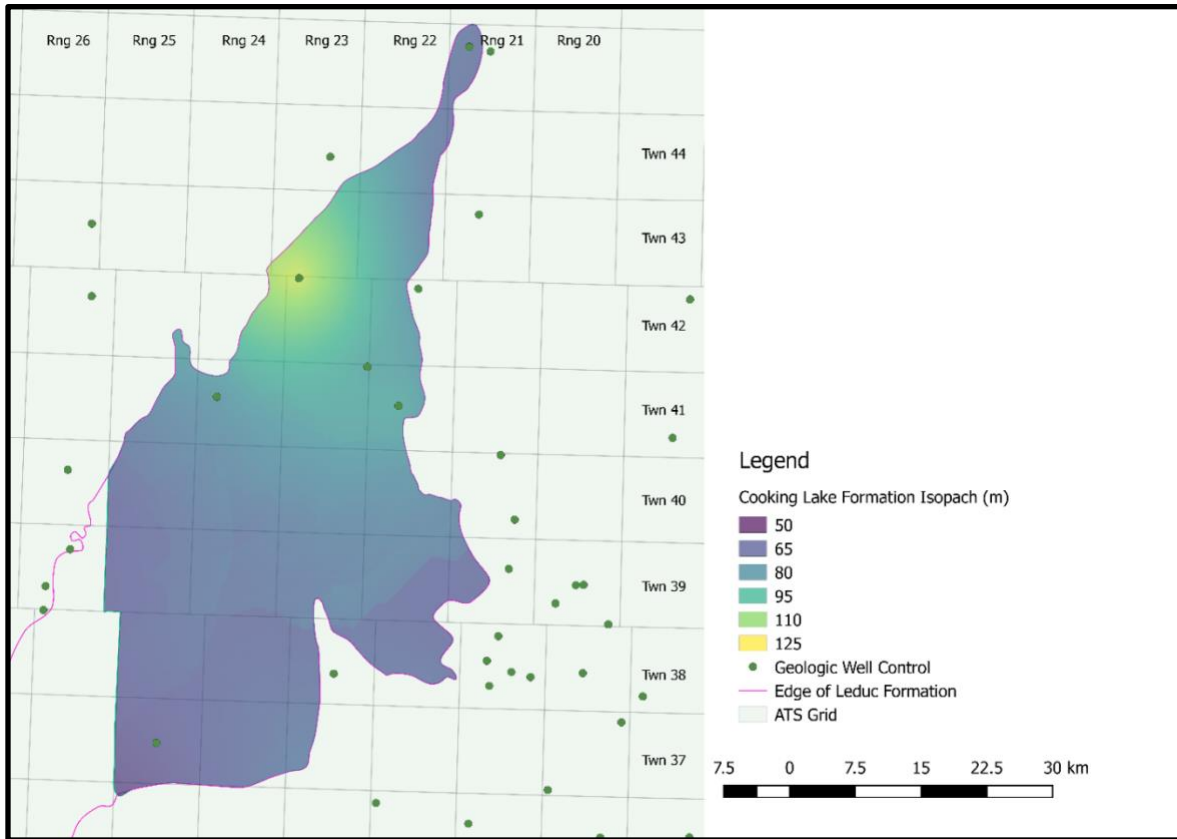 Rng 26 Rng 25 Rng 24 Rng 23 Rng 22 Rng 21 Rng 20
Twn 44
Twn 43
Twn 42
Twn 41
Twn 40
Twn 39
Twn 38
Twn 37
Legend
Cooking Lake Formation Isopach (m)
50
65
80
95
110
125
Geologic Well Control
Edge of Leduc Formation
ATS Grid
7.5 0 7.5 15 22.5 30 km